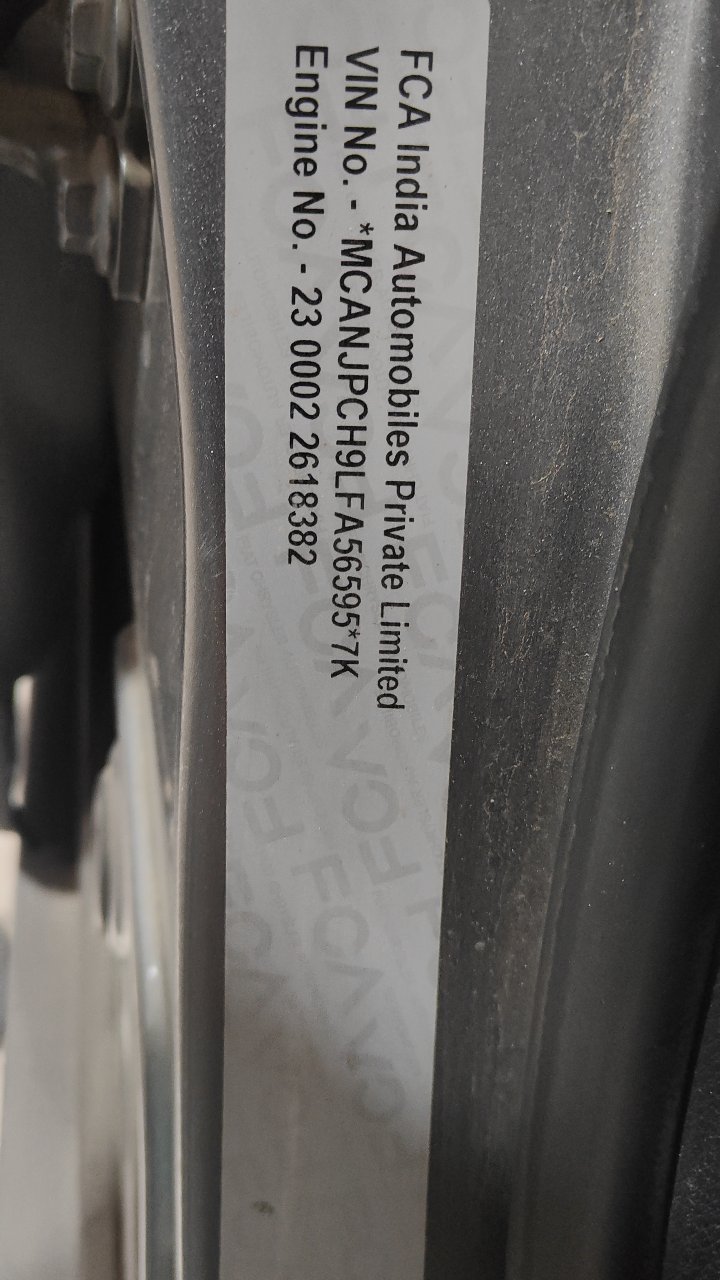 FCA India Automobiles Private Limited
VIN No. - *MCANJPCH9LFA56595*7K
Engine No. - 23 0002 2618382